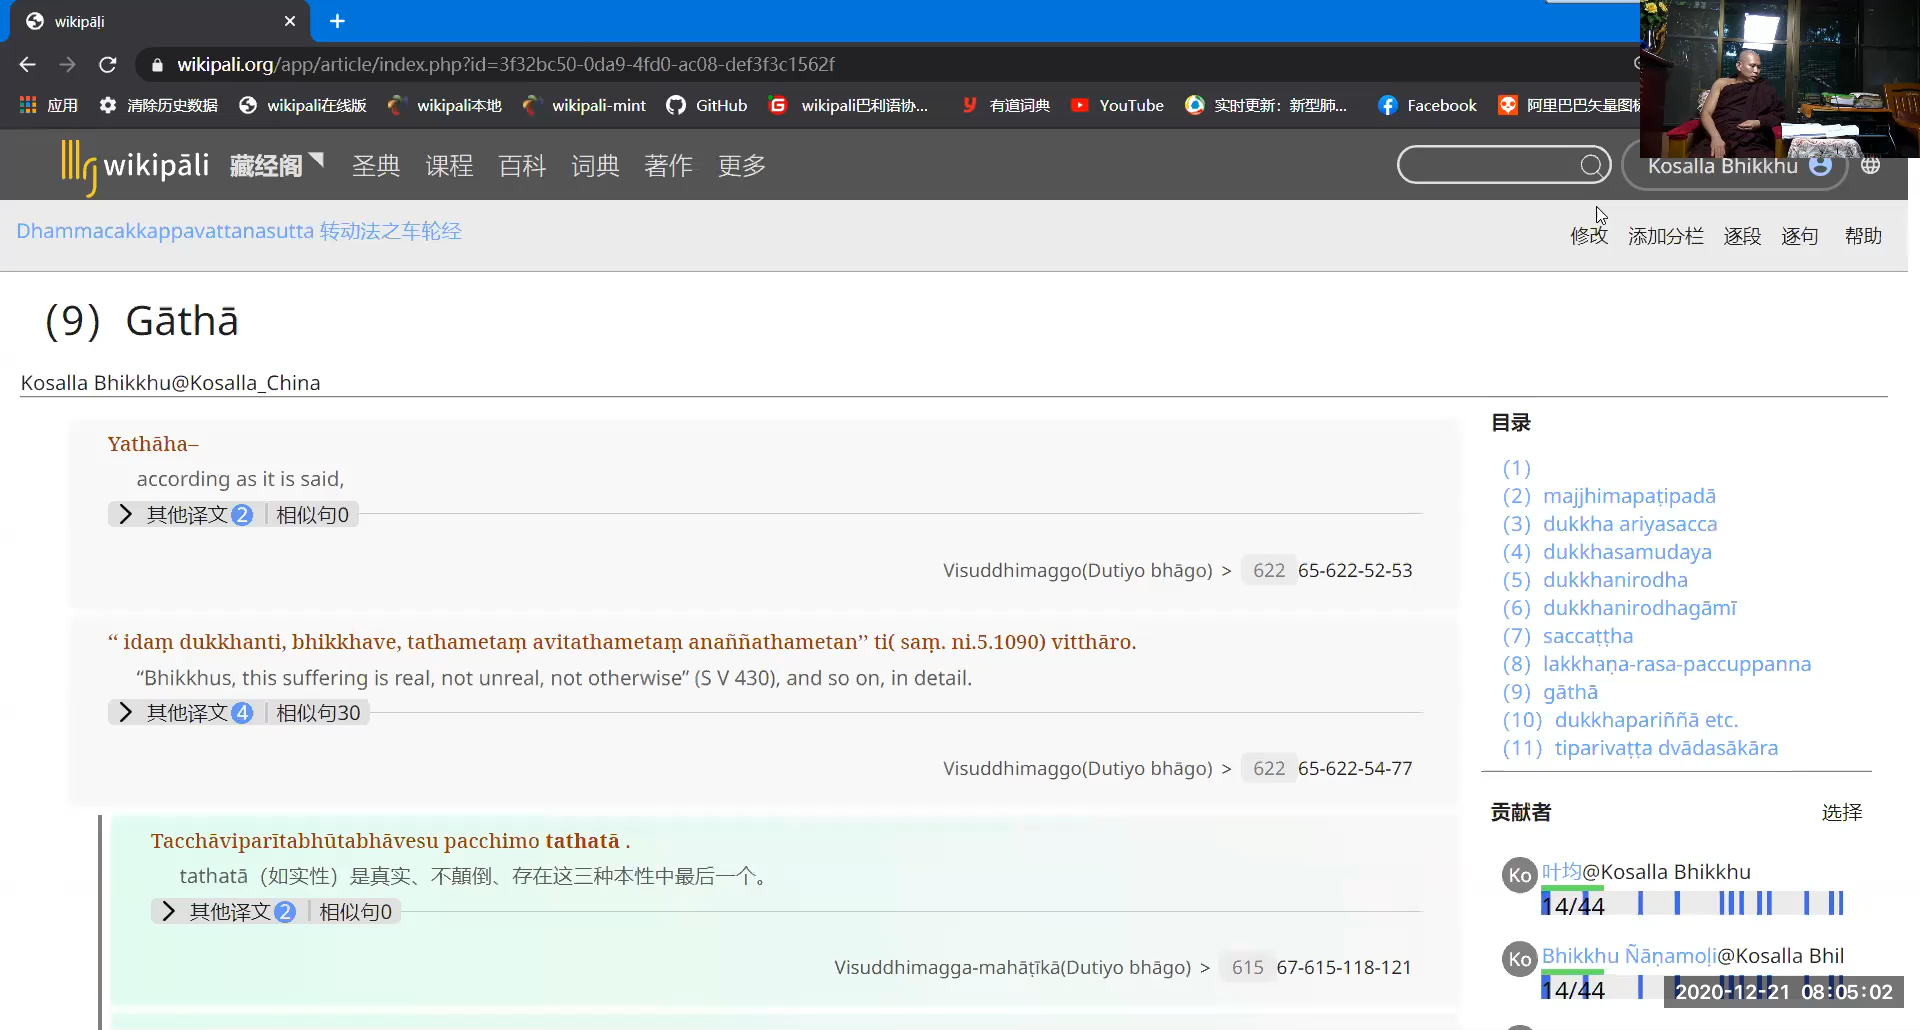 wikipāli
wikipali.org/app/article/index.php?id=3f32bc50-0da9-4fd0-ac08-def3f3c1562f
应用 清除历史数据 wikipali在线版 wikipali本地 wikipali-mint GitHub wikipali巴利语协... 有道词典 YouTube 实时更新：新型肺... Facebook 阿里巴巴矢量图标
wikipāli 藏经阁 圣典 课程 百科 词典 著作 更多 Kosalla Bhikkhu
Dhammacakkappavattanasutta 转动法之车轮经
修改 添加分栏 逐段 逐句 帮助
（9）Gāthā
Kosalla Bhikkhu@Kosalla_China
Yathāha–
according as it is said,
其他译文 2 相似句0
Visuddhimaggo(Dutiyo bhāgo) > 622 65-622-52-53
‘‘ idaṃ dukkhanti, bhikkhave, tathametaṃ avitathametaṃ anaññathametan’’ ti( saṃ. ni.5.1090) vitthāro.
“Bhikkhus, this suffering is real, not unreal, not otherwise” (S V 430), and so on, in detail.
其他译文 4 相似句30
Visuddhimaggo(Dutiyo bhāgo) > 622 65-622-54-77
Tacchāviparītabhūtabhāvesu pacchimo tathatā .
tathatā（如实性）是真实、不颠倒、存在这三种本性中最后一个。
其他译文 2 相似句0
Visuddhimagga-mahāṭīkā(Dutiyo bhāgo) > 615 67-615-118-121
目录
（1）
（2）majjhimapaṭipadā
（3）dukkha ariyasacca
（4）dukkhasamudaya
（5）dukkhanirodha
（6）dukkhanirodhagāmī
（7）saccaṭṭha
（8）lakkhaṇa-rasa-paccuppanna
（9）gāthā
（10）dukkhapariññā etc.
（11）tiparivaṭṭa dvādasākāra
贡献者 选择
Ko 叶均@Kosalla Bhikkhu
14/44
Ko Bhikkhu Ñāṇamoḷi@Kosalla Bhil
14/44
2020-12-21 08:05:02